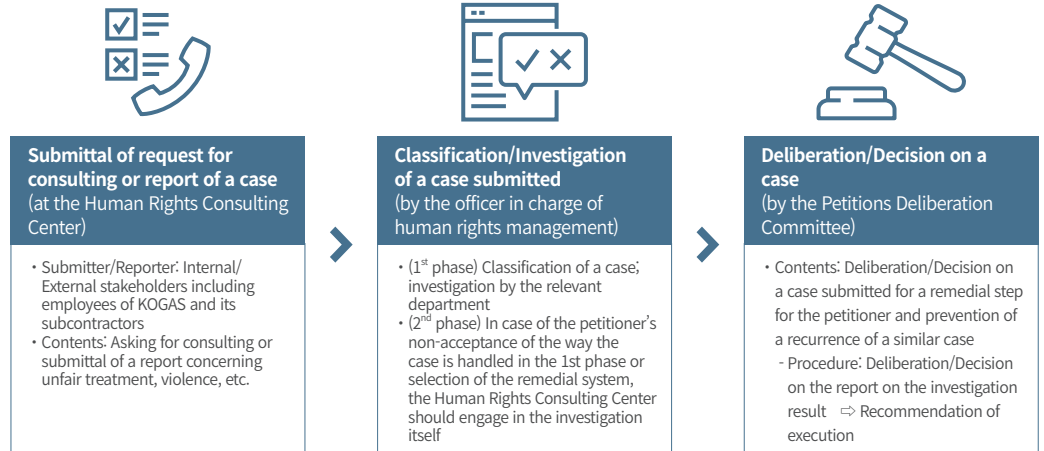 Submittal of request for
consulting or report of a case
(at the Human Rights Consulting
Center)
・Submitter/Reporter: Internal/
External stakeholders including
employees of KOGAS and its
subcontractors
・Contents: Asking for consulting or
submittal of a report concerning
unfair treatment, violence, etc.
Classification/Investigation
of a case submitted
(by the officer in charge of
human rights management)
・(1st phase) Classification of a case;
investigation by the relevant
department
・(2nd phase) In case of the petitioner’s
non-acceptance of the way the
case is handled in the 1st phase or
selection of the remedial system,
the Human Rights Consulting Center
should engage in the investigation
itself
Deliberation/Decision on a
case
(by the Petitions Deliberation
Committee)
・Contents: Deliberation/Decision on
a case submitted for a remedial step
for the petitioner and prevention of
a recurrence of a similar case
- Procedure: Deliberation/Decision
on the report on the investigation
result ⇨ Recommendation of
execution